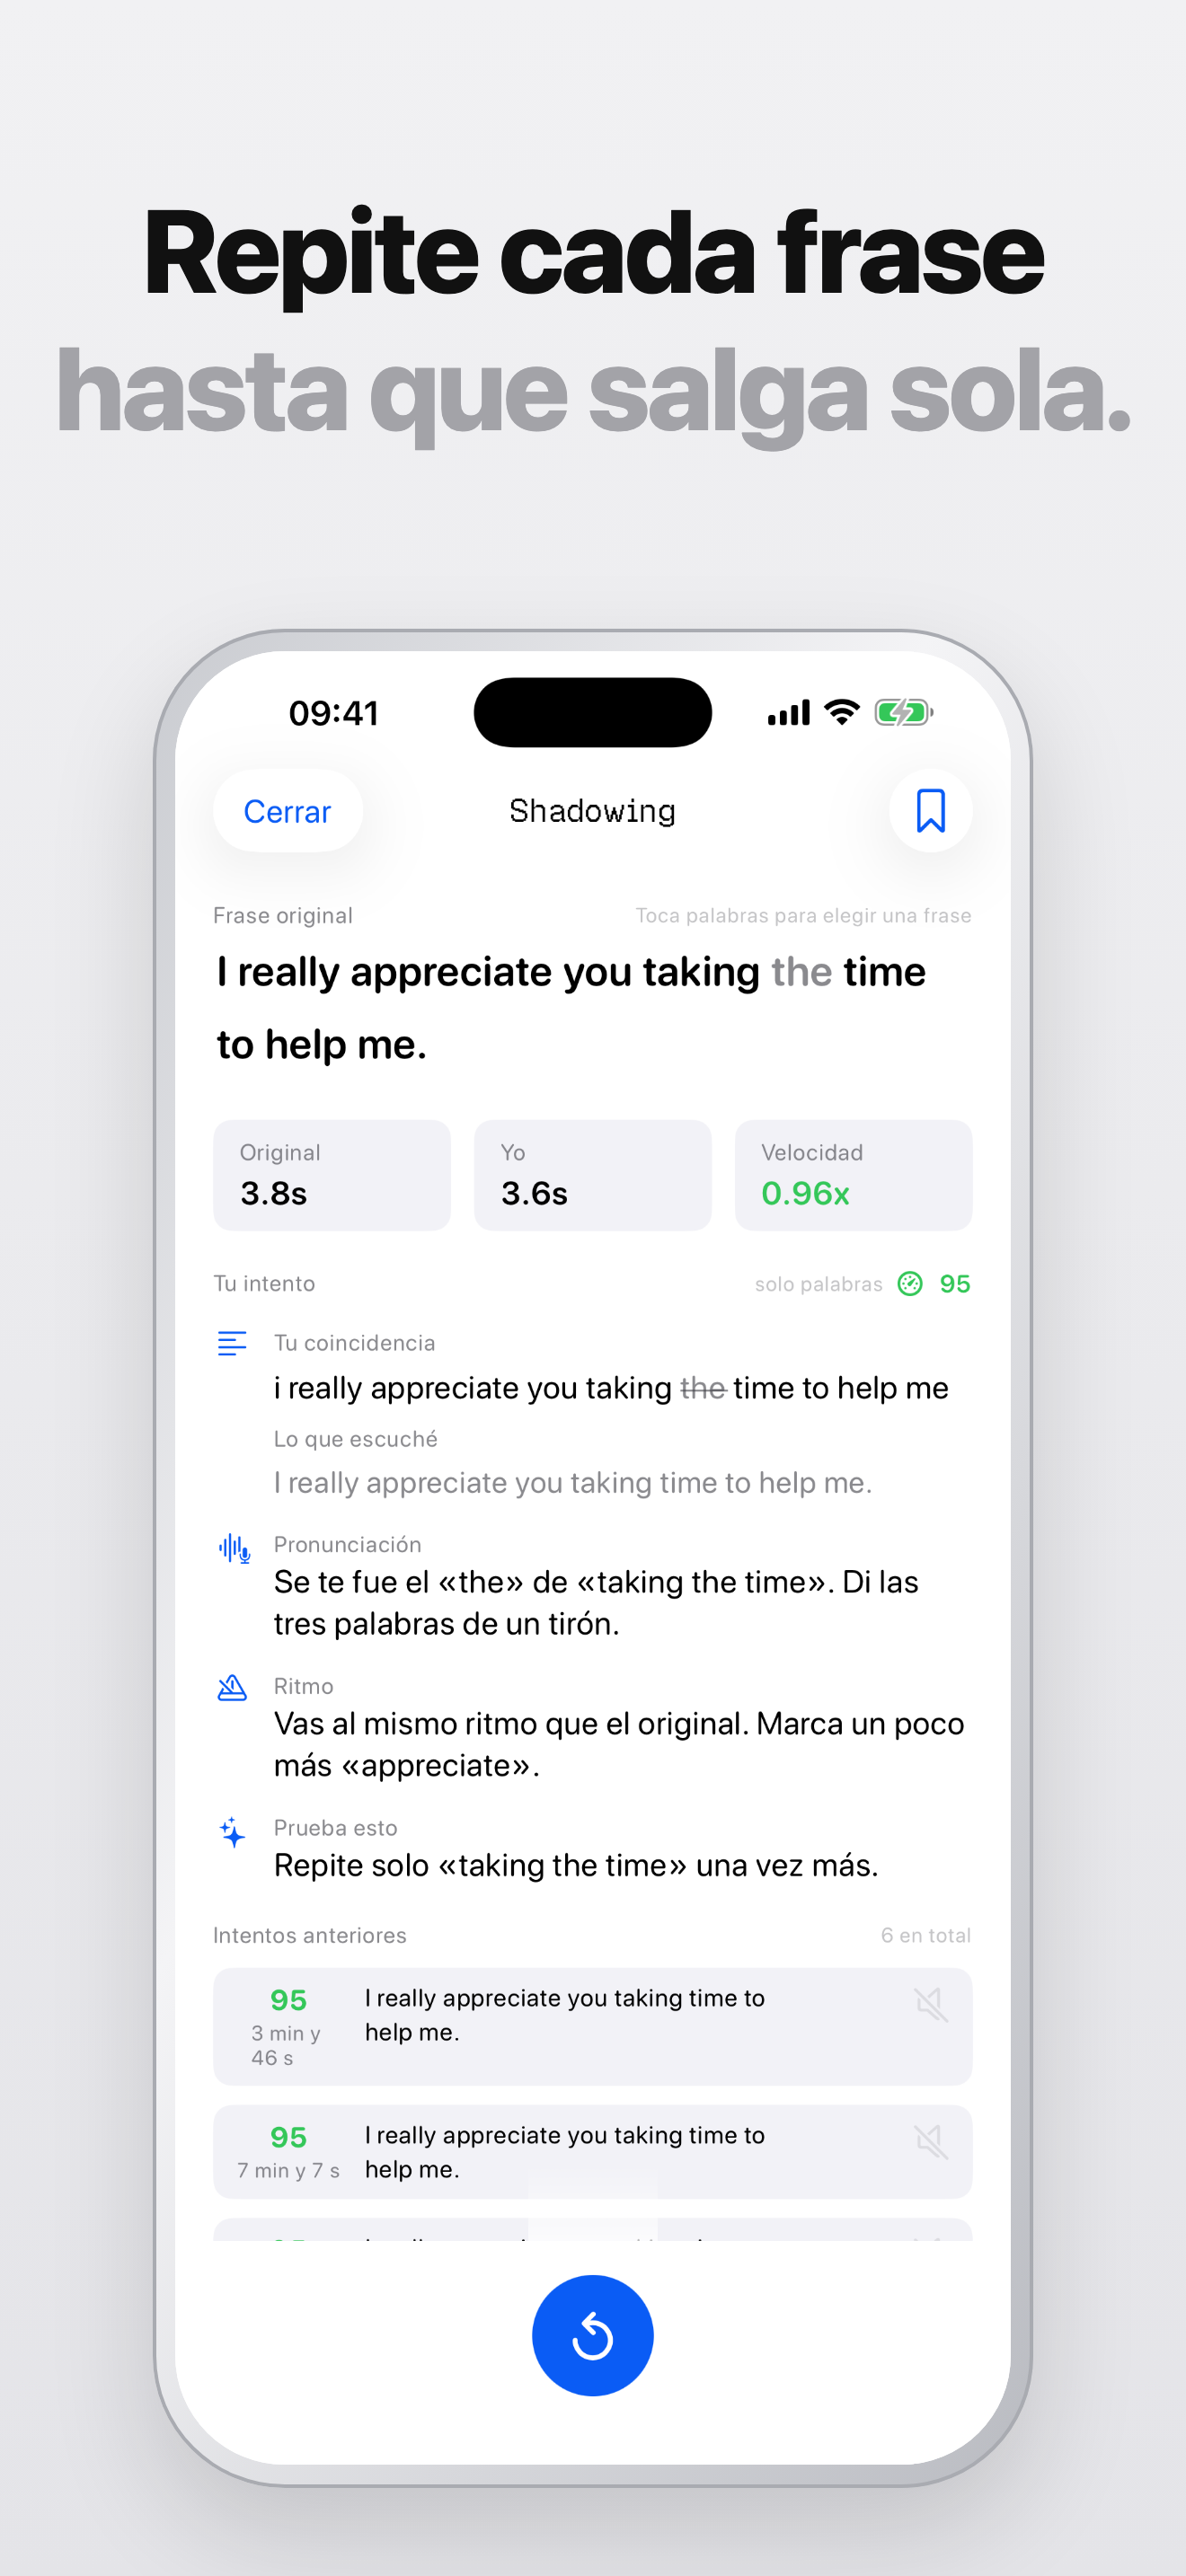 Repite cada frase
hasta que salga sola.
09:41
Cerrar
Shadowing
Frase original
Toca palabras para elegir una frase
I really appreciate you taking the time
to help me.
Original
3.8s
Yo
3.6s
Velocidad
0.96x
Tu intento
solo palabras
95
Tu coincidencia
i really appreciate you taking the time to help me
Lo que escuché
I really appreciate you taking time to help me.
Pronunciación
Se te fue el «the» de «taking the time». Di las
tres palabras de un tirón.
Ritmo
Vas al mismo ritmo que el original. Marca un poco
más «appreciate».
Prueba esto
Repite solo «taking the time» una vez más.
Intentos anteriores
6 en total
95
3 min y
46 s
I really appreciate you taking time to
help me.
95
7 min y 7 s
I really appreciate you taking time to
help me.